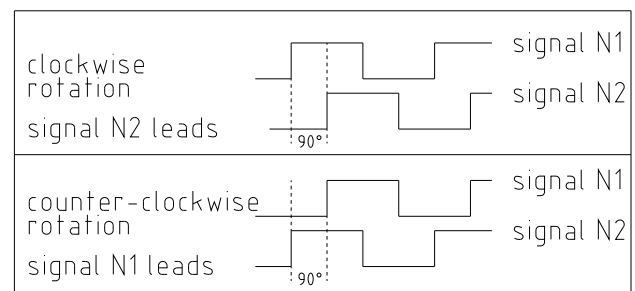 clockwise
rotation
signal N2 leads
signal N1
signal N2
90°
counter-clockwise
rotation
signal N1 leads
signal N1
signal N2
90°